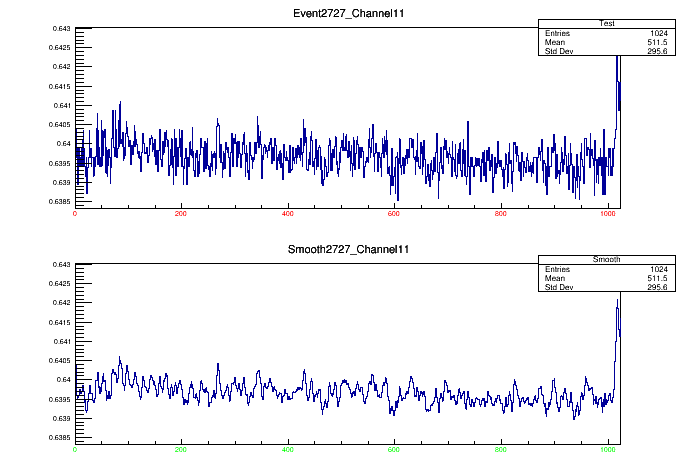 Event2727_Channel11
Test
Entries 1024
Mean 511.5
Std Dev 295.6
0.643
0.6425
0.642
0.6415
0.641
0.6405
0.64
0.6395
0.639
0.6385
0 200 400 600 800 1000
Smooth2727_Channel11
Smooth
Entries 1024
Mean 511.5
Std Dev 295.6
0.643
0.6425
0.642
0.6415
0.641
0.6405
0.64
0.6395
0.639
0.6385
0 200 400 600 800 1000